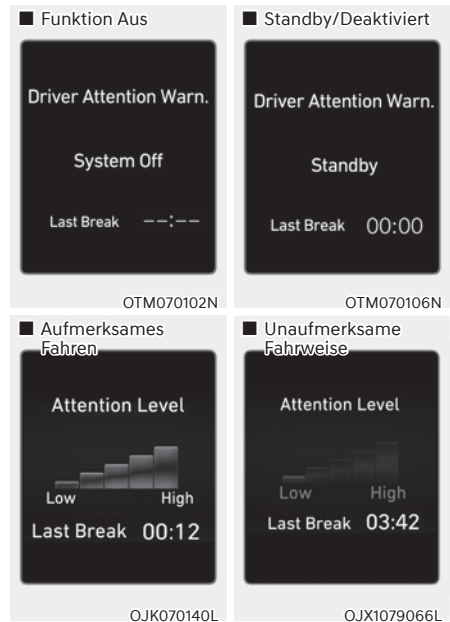 ■ Funktion Aus
Driver Attention Warn.
System Off
Last Break --:--
OTM070102N
■ Standby/Deaktiviert
Driver Attention Warn.
Standby
Last Break 00:00
OTM070106N
■ Aufmerksames
Fahren
Attention Level
Low High
Last Break 00:12
OJK070140L
■ Unaufmerksame
Fahrweise
Attention Level
Low High
Last Break 03:42
OJX1079066L